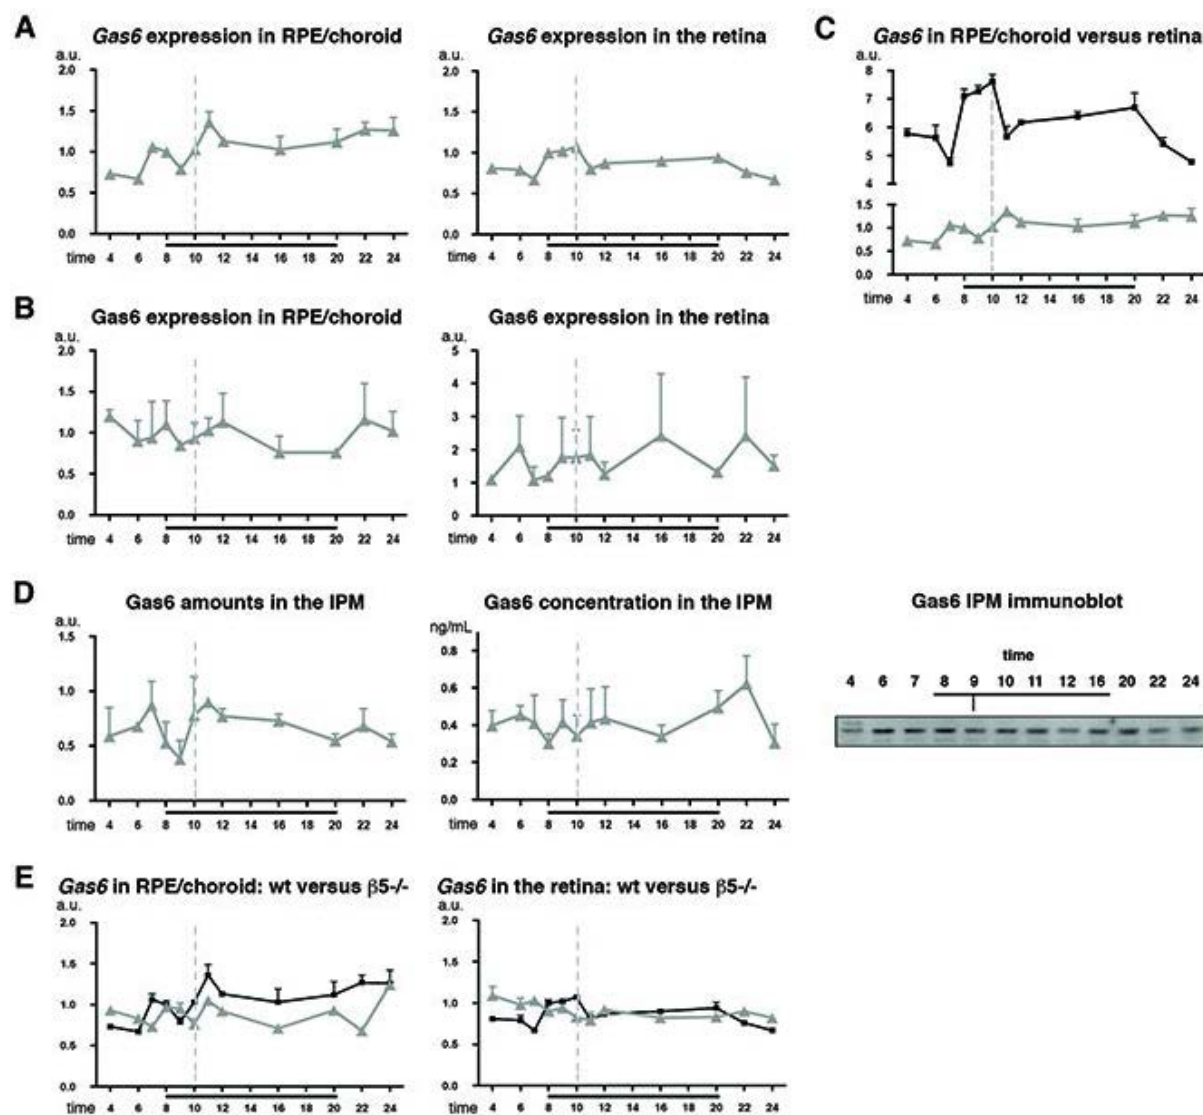 A
Gas6 expression in RPE/choroid
a.u.
2.0
1.5
1.0
0.5
0.0
time 4 6 8 10 12 14 16 18 20 22 24
Gas6 expression in the retina
a.u.
2.0
1.5
1.0
0.5
0.0
4 6 8 10 12 14 16 18 20 22 24
C
Gas6 in RPE/choroid versus retina
a.u.
8
7
6
5
4
1.5
1.0
0.5
0.0
time 4 6 8 10 12 14 16 18 20 22 24
B
Gas6 expression in RPE/choroid
a.u.
2.0
1.5
1.0
0.5
0.0
time 4 6 8 10 12 14 16 18 20 22 24
Gas6 expression in the retina
a.u.
5
4
3
2
1
0
4 6 8 10 12 14 16 18 20 22 24
D
Gas6 amounts in the IPM
a.u.
1.5
1.0
0.5
0.0
time 4 6 8 10 12 14 16 18 20 22 24
Gas6 concentration in the IPM
ng/mL
0.8
0.6
0.4
0.2
0.0
4 6 8 10 12 14 16 18 20 22 24
Gas6 IPM immunoblot
time
4 6 7 8 9 10 11 12 16 20 22 24
E
Gas6 in RPE/choroid: wt versus β5-/-
a.u.
2.0
1.5
1.0
0.5
0.0
time 4 6 8 10 12 14 16 18 20 22 24
Gas6 in the retina: wt versus β5-/-
a.u.
2.0
1.5
1.0
0.5
0.0
4 6 8 10 12 14 16 18 20 22 24